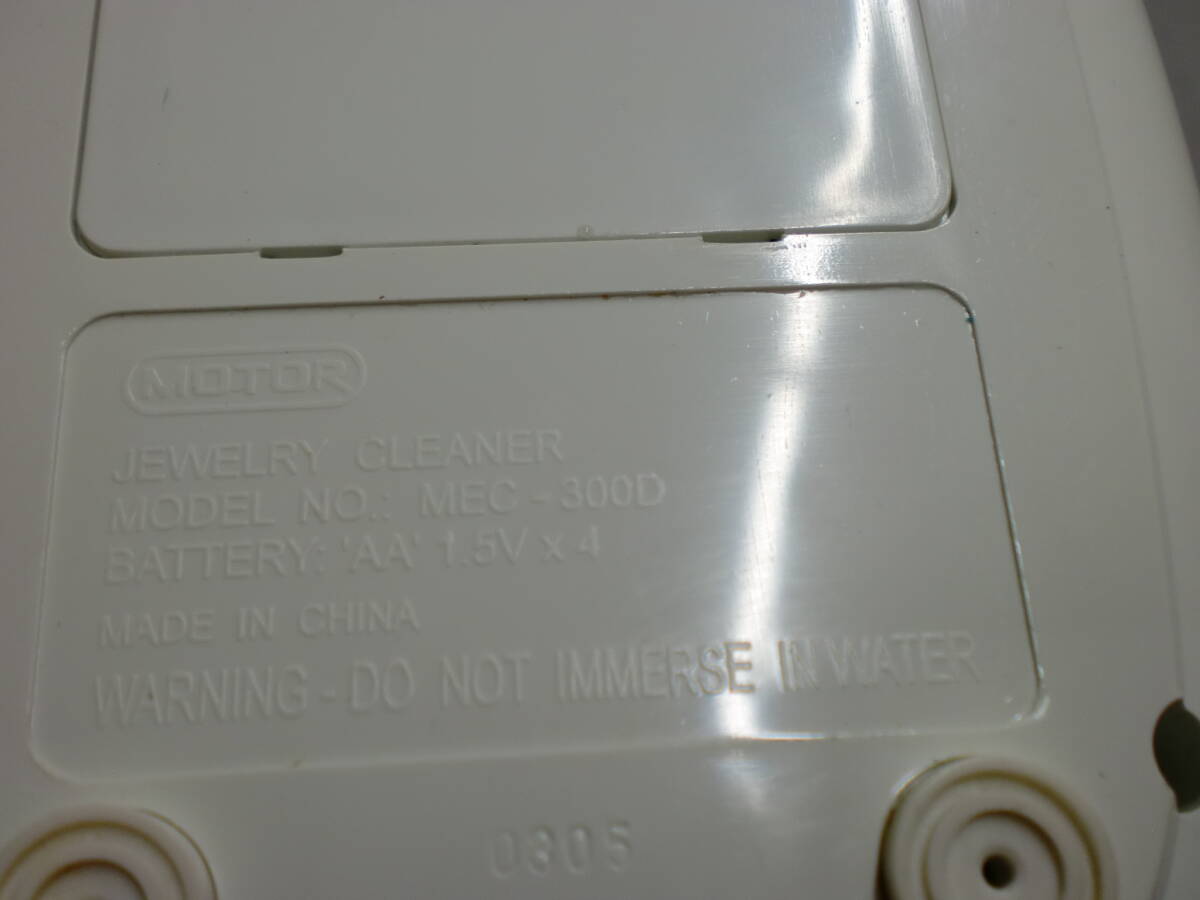 MOTOR
JEWELRY CLEANER
MODEL NO.: MEC-300D
BATTERY: 'AA' 1.5V x 4
MADE IN CHINA
WARNING-DO NOT IMMERSE IN WATER
0305